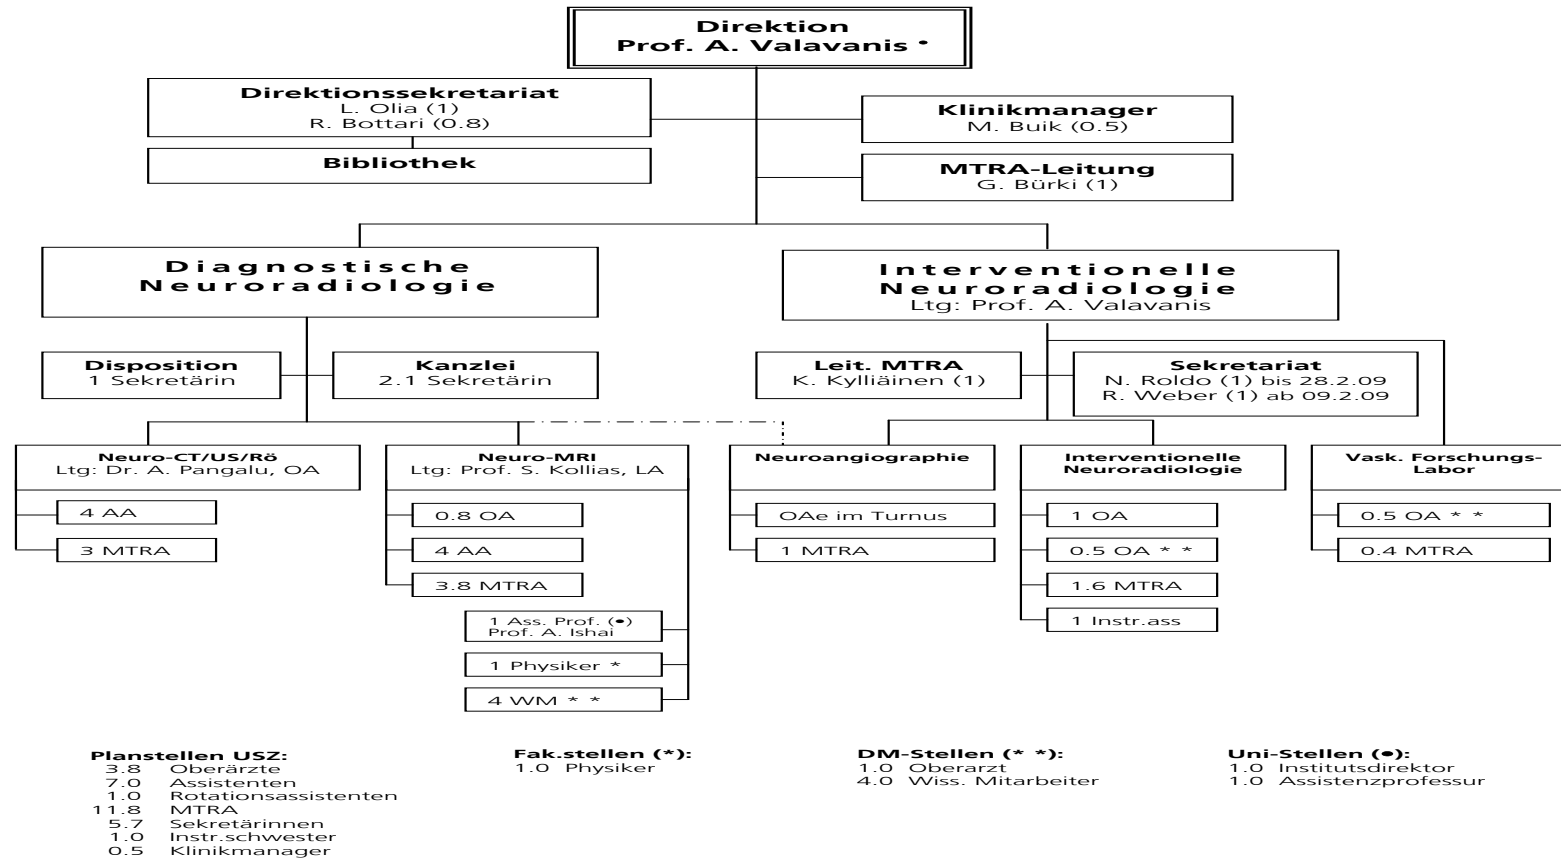 Direktion
Prof. A. Valavanis •
Direktionssekretariat
L. Olia (1)
R. Bottari (0.8)
Bibliothek
Klinikmanager
M. Buik (0.5)
MTRA-Leitung
G. Bürki (1)
Diagnostische
Neuroradiologie
Interventionelle
Neuroradiologie
Ltg: Prof. A. Valavanis
Disposition
1 Sekretärin
Kanzlei
2.1 Sekretärin
Leit. MTRA
K. Kylliäinen (1)
Sekretariat
N. Roldo (1) bis 28.2.09
R. Weber (1) ab 09.2.09
Neuro-CT/US/Rö
Ltg: Dr. A. Pangalu, OA
4 AA
3 MTRA
Neuro-MRI
Ltg: Prof. S. Kollias, LA
0.8 OA
4 AA
3.8 MTRA
1 Ass. Prof. (•)
Prof. A. Ishai
1 Physiker *
4 WM * *
Neuroangiographie
OAe im Turnus
1 MTRA
Interventionelle
Neuroradiologie
1 OA
0.5 OA * *
1.6 MTRA
1 Instr.ass
Vask. Forschungs-
Labor
0.5 OA * *
0.4 MTRA
Planstellen USZ:
3.8 Oberärzte
7.0 Assistenten
1.0 Rotationsassistenten
11.8 MTRA
5.7 Sekretärinnen
1.0 Instr.schwester
0.5 Klinikmanager
Fak.stellen (*):
1.0 Physiker
DM-Stellen (* *):
1.0 Oberarzt
4.0 Wiss. Mitarbeiter
Uni-Stellen (•):
1.0 Institutsdirektor
1.0 Assistenzprofessur